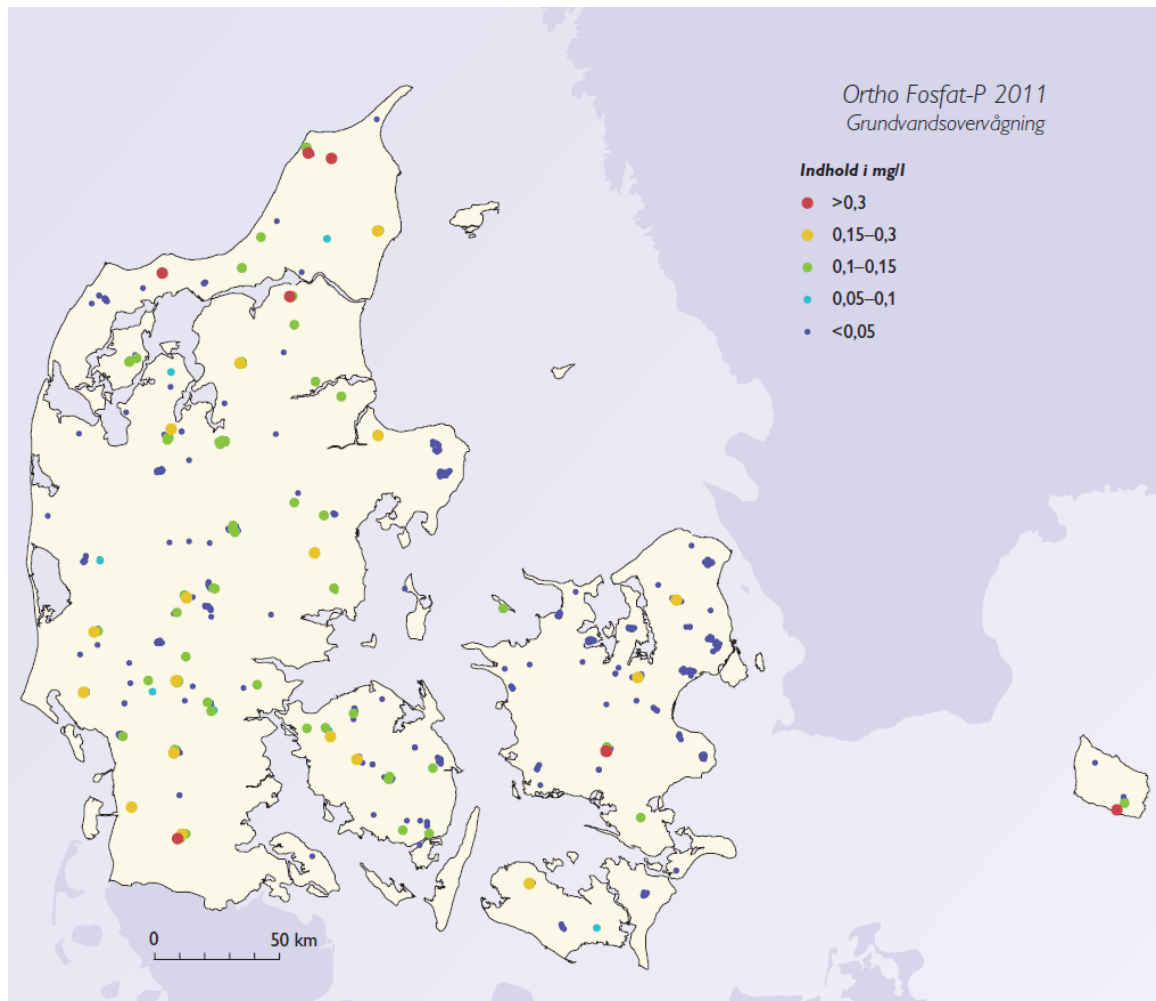 Ortho Fosfat-P 2011
Grundvandsovervågning
Indhold i mg/l
>0,3
0,15–0,3
0,1–0,15
0,05–0,1
<0,05
0 50 km